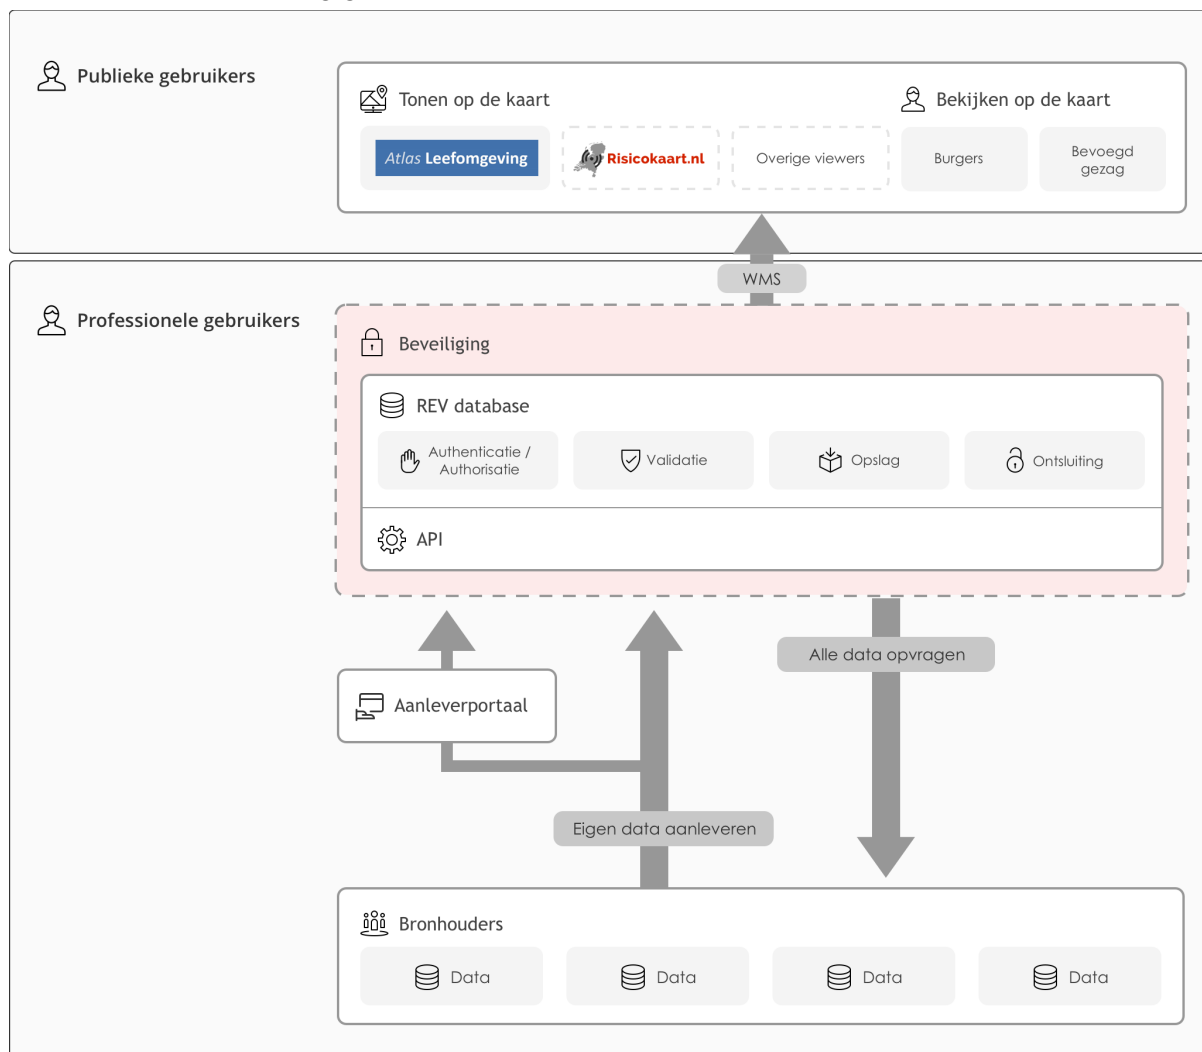 Publieke gebruikers
Tonen op de kaart
Bekijken op de kaart
Atlas Leefomgeving
Risicokaart.nl
Overige viewers
Burgers
Bevoegd
gezag
WMS
Professionele gebruikers
Beveiliging
REV database
Authenticatie /
Authorisatie
Validatie
Opslag
Ontsluiting
API
Alle data opvragen
Aanleverportaal
Eigen data aanleveren
Bronhouders
Data
Data
Data
Data